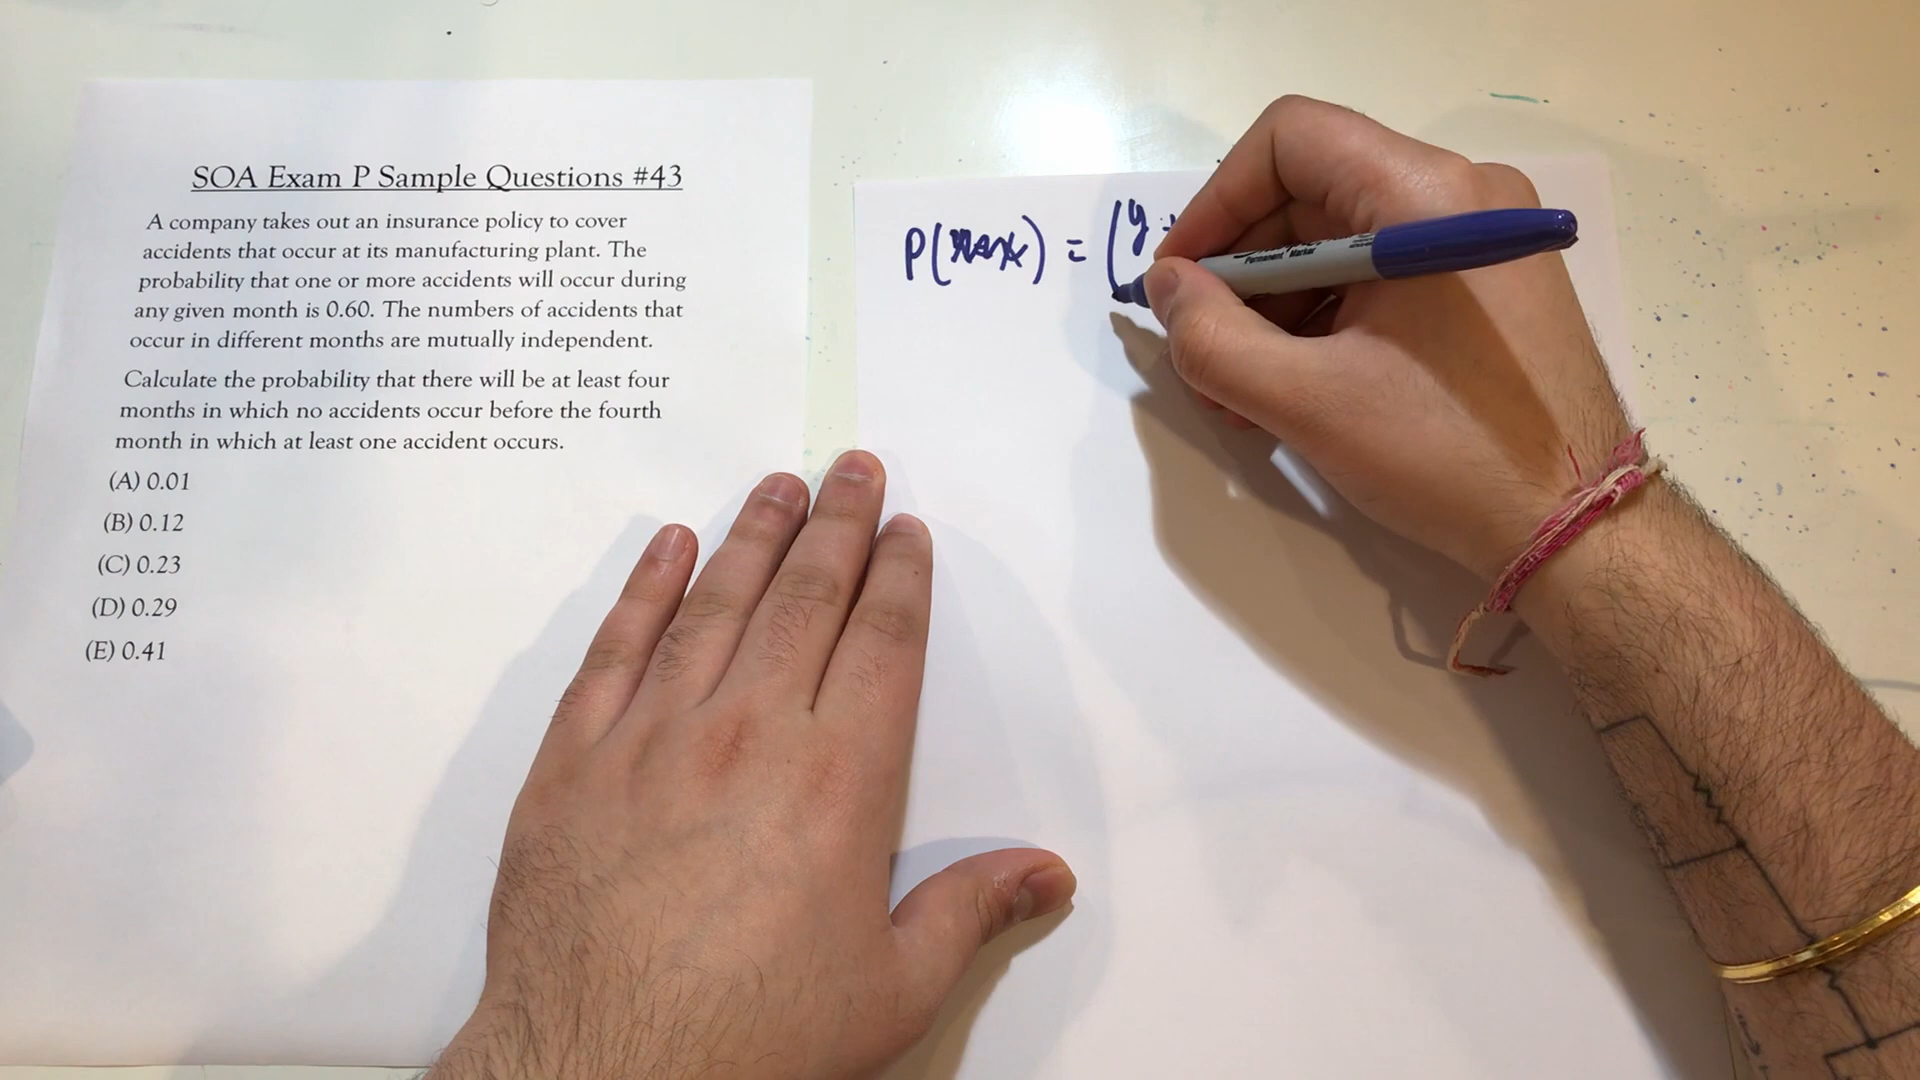 SOA Exam P Sample Questions #43
A company takes out an insurance policy to cover
accidents that occur at its manufacturing plant. The
probability that one or more accidents will occur during
any given month is 0.60. The numbers of accidents that
occur in different months are mutually independent.
Calculate the probability that there will be at least four
months in which no accidents occur before the fourth
month in which at least one accident occurs.
(A) 0.01
(B) 0.12
(C) 0.23
(D) 0.29
(E) 0.41
P( ) = (y +
Permanent Marker